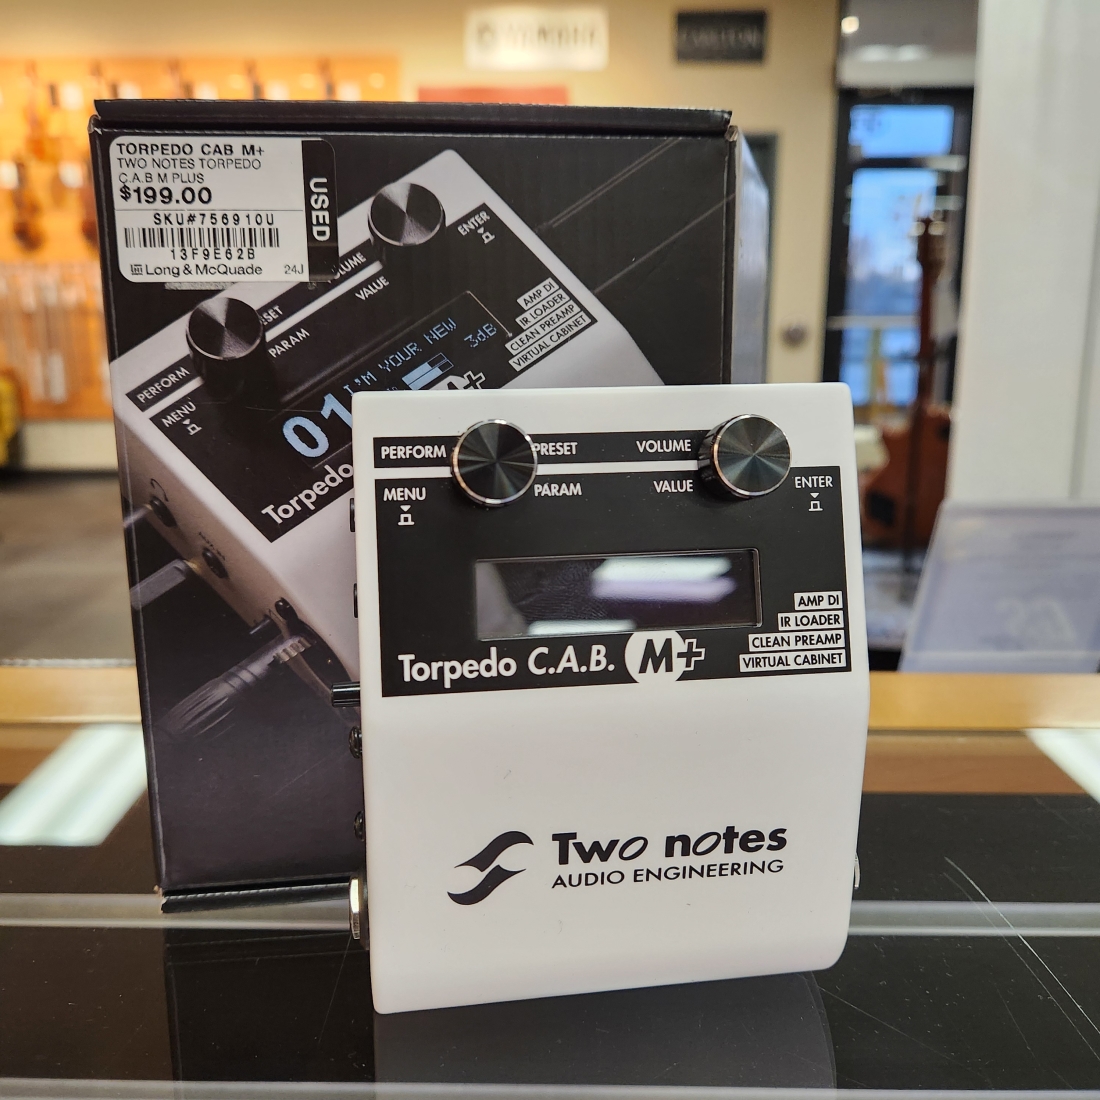 YAMAHA
TORPEDO CAB M+
TWO NOTES TORPEDO
C.A.B M PLUS
$199.00
SKU#756910U
13F9E62B
Long & McQuade 24J
USED
ENTER
VOLUME
VALUE
PARAM
PERFORM
MENU
AMP DI
IR LOADER
CLEAN PREAMP
VIRTUAL CABINET
I'M YOUR NEW
3dB
01
Torpedo
PERFORM PRESET VOLUME
MENU PARAM VALUE ENTER
AMP DI
IR LOADER
CLEAN PREAMP
VIRTUAL CABINET
Torpedo C.A.B. M+
Two notes
AUDIO ENGINEERING